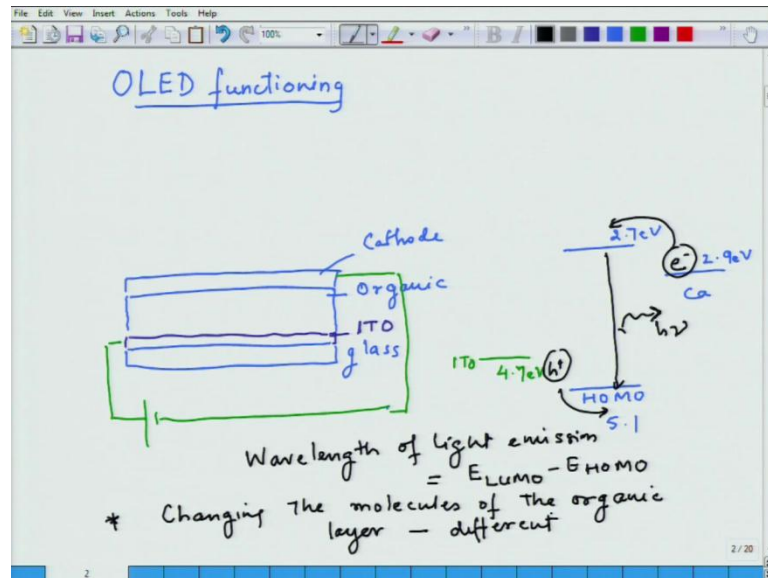 File Edit View Insert Actions Tools Help
100%
B I
OLED functioning
Cathode
Organic
ITO
glass
2.7eV
e⁻ 2.9eV
Ca
hν
ITO 4.7eV h⁺
HOMO
5.1
Wavelength of light emission
= E_LUMO - E_HOMO
* Changing the molecules of the organic
layer — different
2 / 20
2